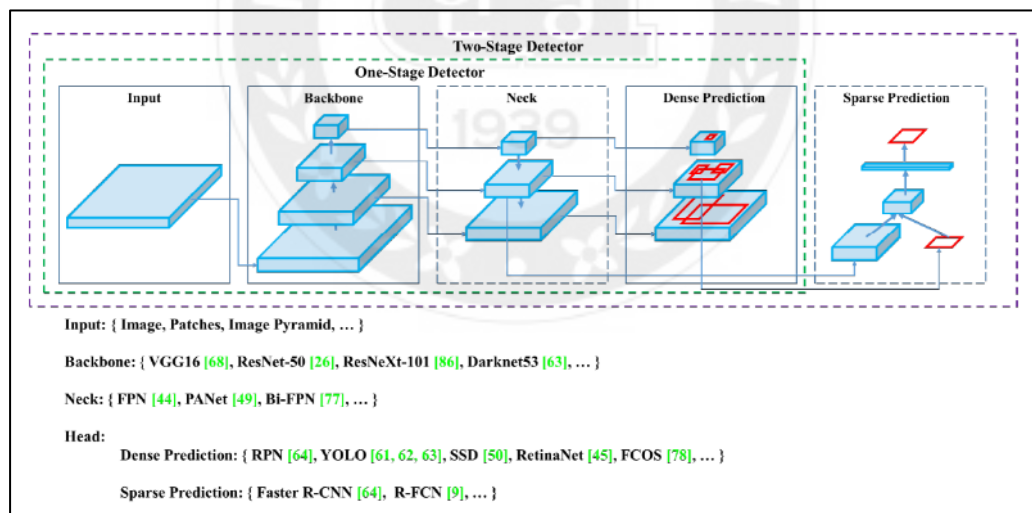 Two-Stage Detector
One-Stage Detector
Input
Backbone
Neck
Dense Prediction
Sparse Prediction
1939
Input: { Image, Patches, Image Pyramid, … }
Backbone: { VGG16 [68], ResNet-50 [26], ResNeXt-101 [86], Darknet53 [63], … }
Neck: { FPN [44], PANet [49], Bi-FPN [77], … }
Head:
Dense Prediction: { RPN [64], YOLO [61, 62, 63], SSD [50], RetinaNet [45], FCOS [78], … }
Sparse Prediction: { Faster R-CNN [64], R-FCN [9], … }